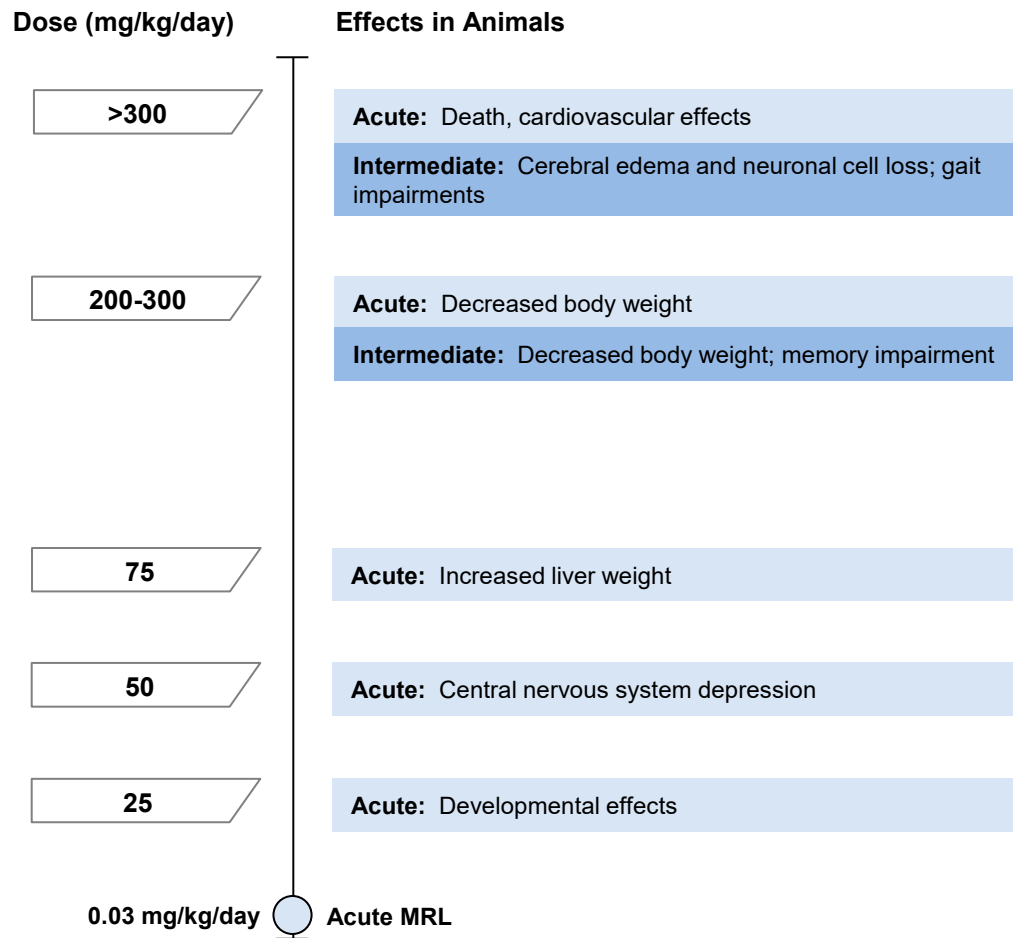 Dose (mg/kg/day) Effects in Animals
>300
Acute: Death, cardiovascular effects
Intermediate: Cerebral edema and neuronal cell loss; gait
impairments
200-300
Acute: Decreased body weight
Intermediate: Decreased body weight; memory impairment
75
Acute: Increased liver weight
50
Acute: Central nervous system depression
25
Acute: Developmental effects
0.03 mg/kg/day Acute MRL